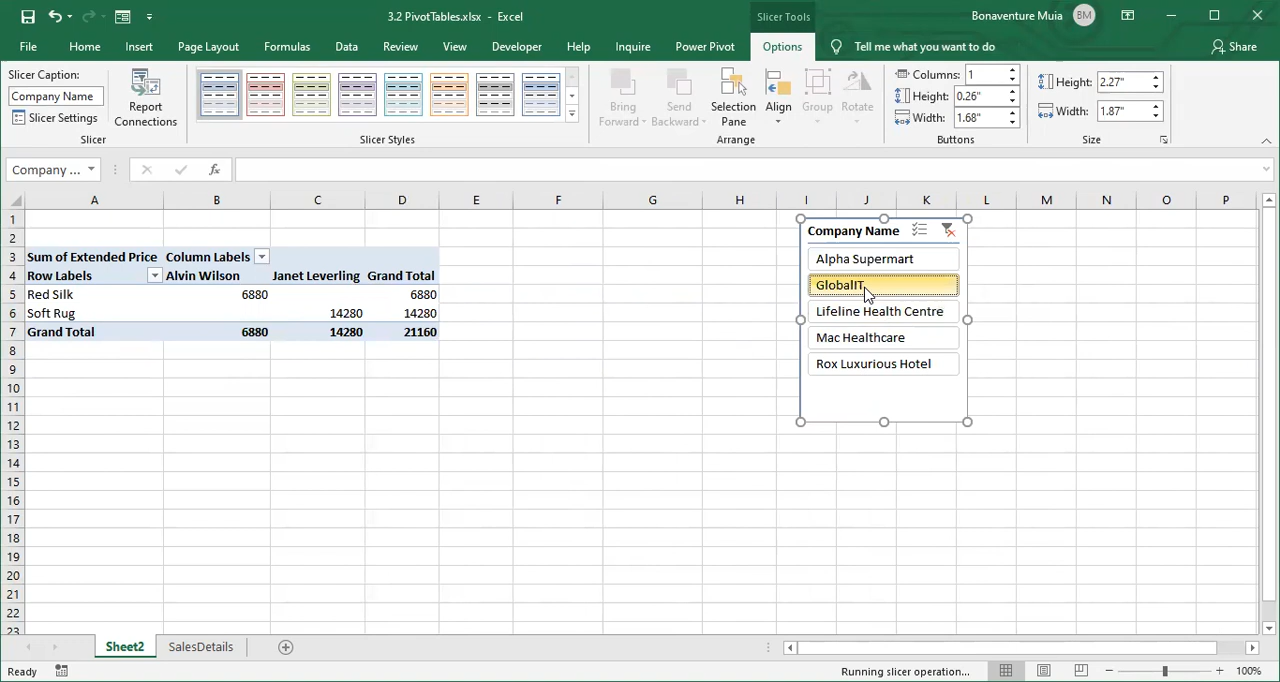 3.2 PivotTables.xlsx - Excel
Slicer Tools
Bonaventure Muia BM
File Home Insert Page Layout Formulas Data Review View Developer Help Inquire Power Pivot Options Tell me what you want to do Share
Slicer Caption:
Company Name
Slicer Settings
Report Connections
Slicer
Slicer Styles
Bring Forward
Send Backward
Selection Pane
Align
Group
Rotate
Arrange
Columns: 1
Height: 0.26"
Width: 1.68"
Buttons
Height: 2.27"
Width: 1.87"
Size
Company ... fx
A B C D E F G H I J K L M N O P
1
2
3 Sum of Extended Price Column Labels
4 Row Labels Alvin Wilson Janet Leverling Grand Total
5 Red Silk 6880 6880
6 Soft Rug 14280 14280
7 Grand Total 6880 14280 21160
8
9
10
11
12
13
14
15
16
17
18
19
20
21
22
23
Company Name
Alpha Supermart
GlobalIT
Lifeline Health Centre
Mac Healthcare
Rox Luxurious Hotel
Sheet2 SalesDetails
Ready Running slicer operation... 100%